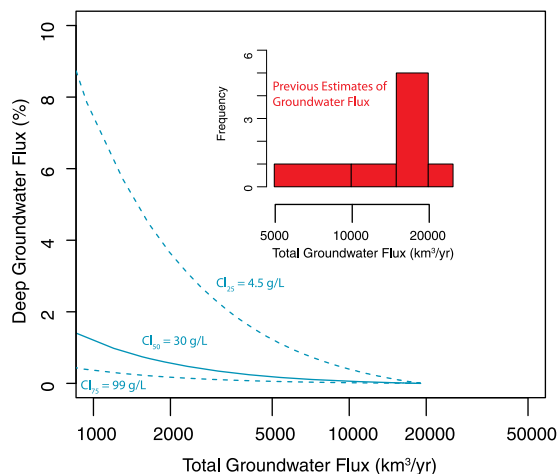 10
8
6
4
2
0
Deep Groundwater Flux (%)
6
3
0
Frequency
Previous Estimates of
Groundwater Flux
5000 10000 20000
Total Groundwater Flux (km³/yr)
Cl₂₅ = 4.5 g/L
Cl₅₀ = 30 g/L
Cl₇₅ = 99 g/L
1000 2000 5000 10000 20000 50000
Total Groundwater Flux (km³/yr)